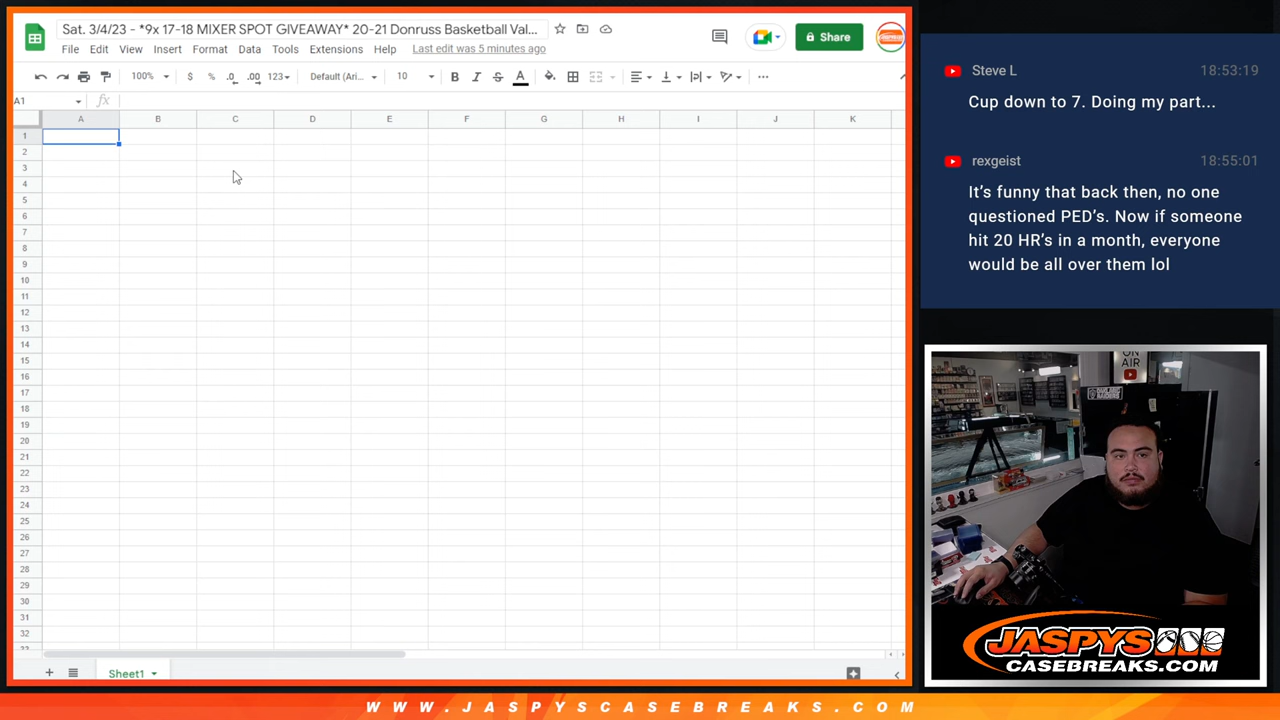 Sat. 3/4/23 - *9x 17-18 MIXER SPOT GIVEAWAY* 20-21 Donruss Basketball Val...
File Edit View Insert Format Data Tools Extensions Help Last edit was 5 minutes ago
Share
100% $ % .0 .00 123 Default (Ari... 10 B I S A
A1 fx
A B C D E F G H I J K
1
2
3
4
5
6
7
8
9
10
11
12
13
14
15
16
17
18
19
20
21
22
23
24
25
26
27
28
29
30
31
32
33
Sheet1
Steve L 18:53:19
Cup down to 7. Doing my part...
rexgeist 18:55:01
It’s funny that back then, no one
questioned PED’s. Now if someone
hit 20 HR’s in a month, everyone
would be all over them lol
ON
AIR
JASPYS
CASEBREAKS.COM
WWW.JASPYSCASEBREAKS.COM